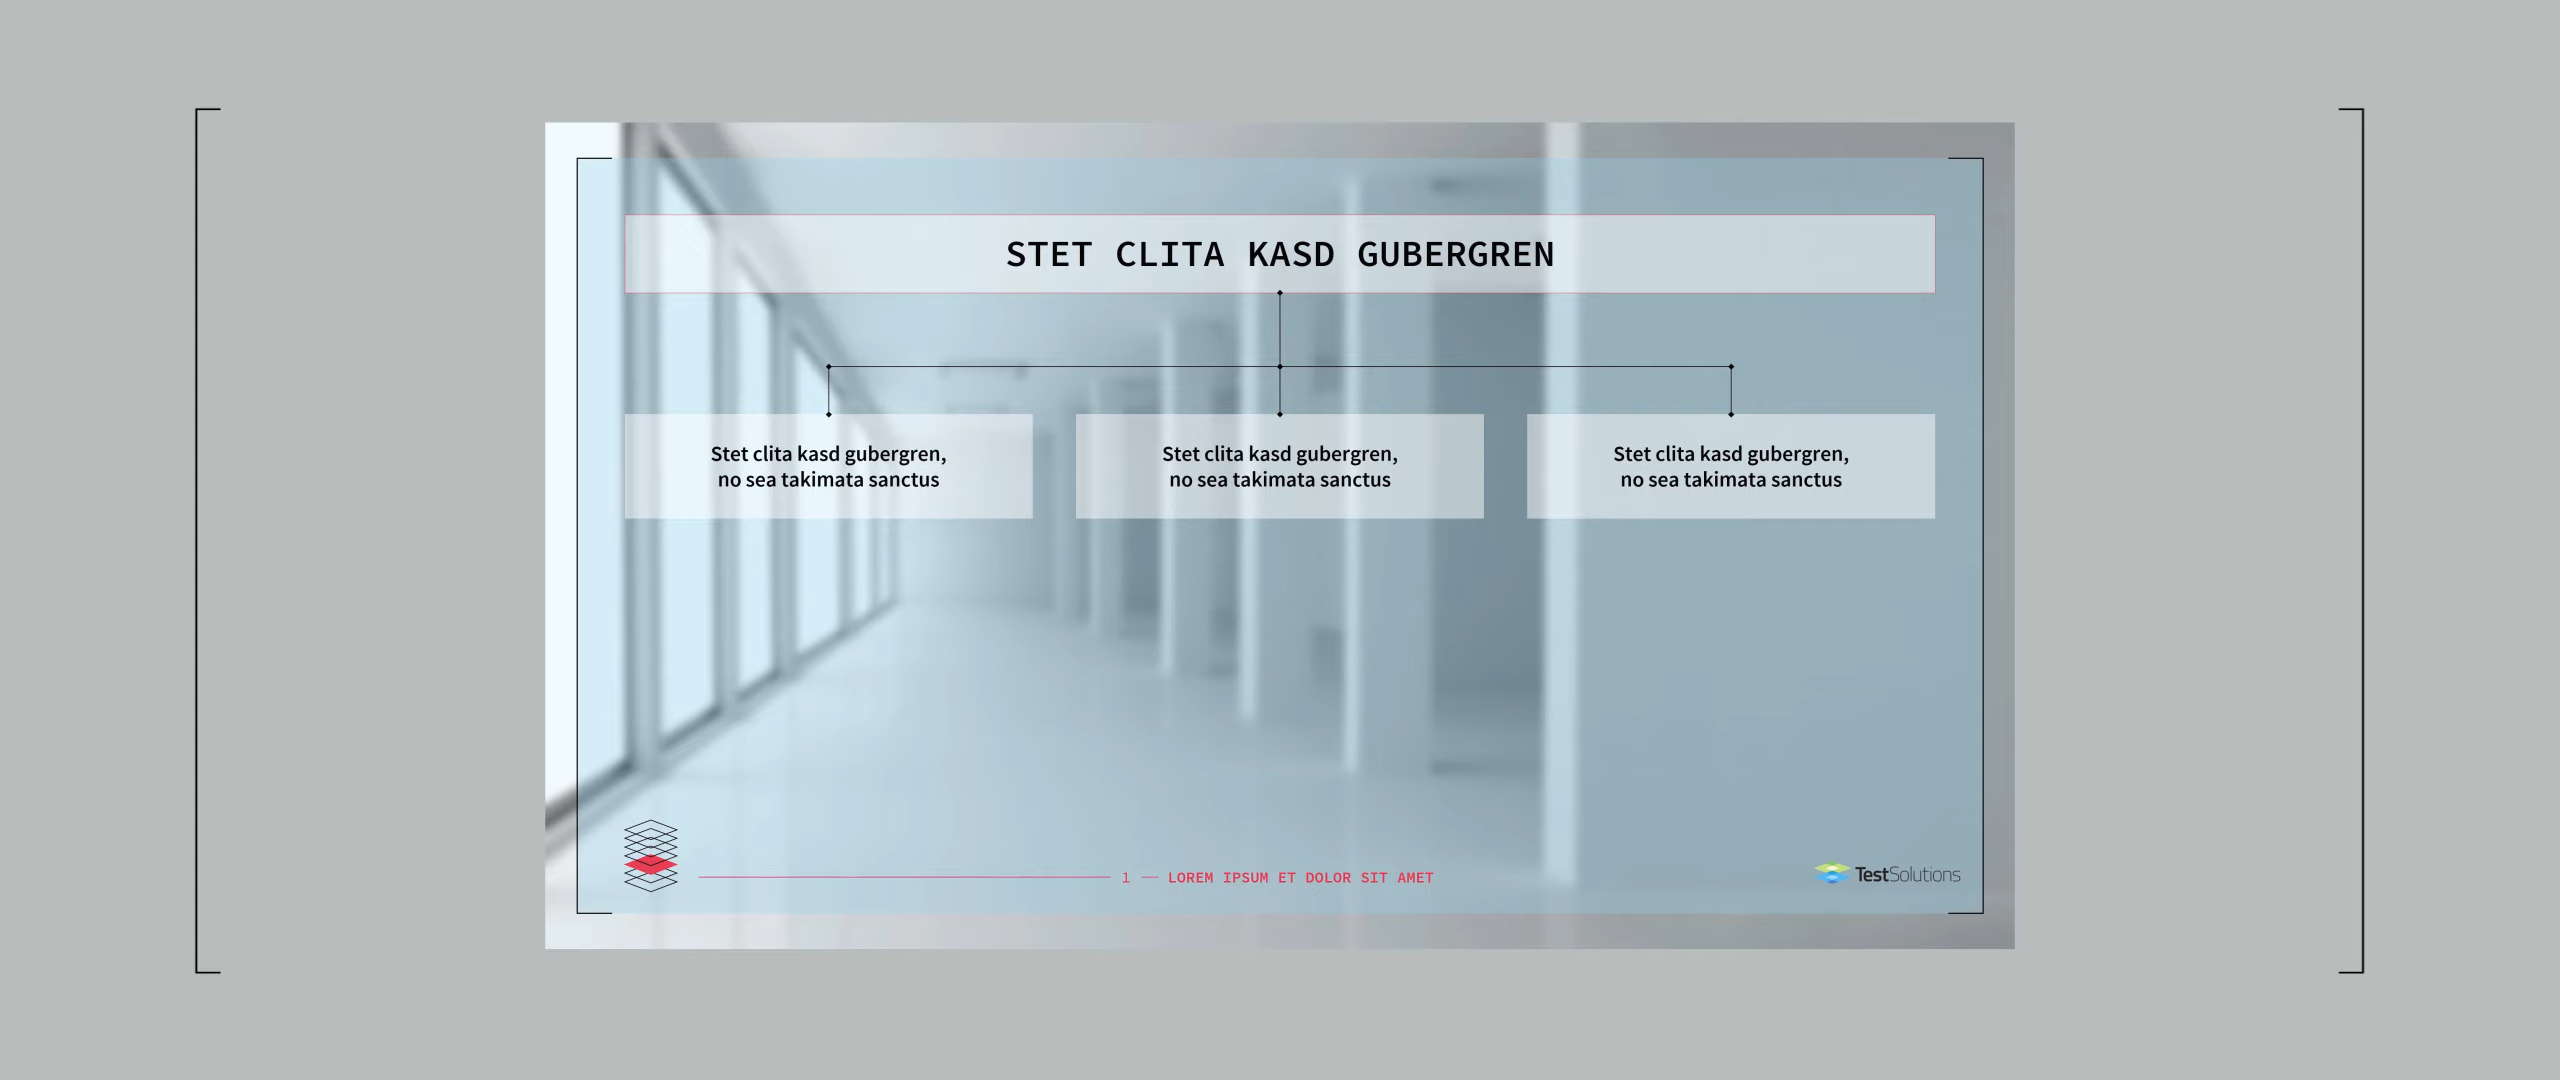 STET CLITA KASD GUBERGREN
Stet clita kasd gubergren,
no sea takimata sanctus
Stet clita kasd gubergren,
no sea takimata sanctus
Stet clita kasd gubergren,
no sea takimata sanctus
1 — LOREM IPSUM ET DOLOR SIT AMET
TestSolutions